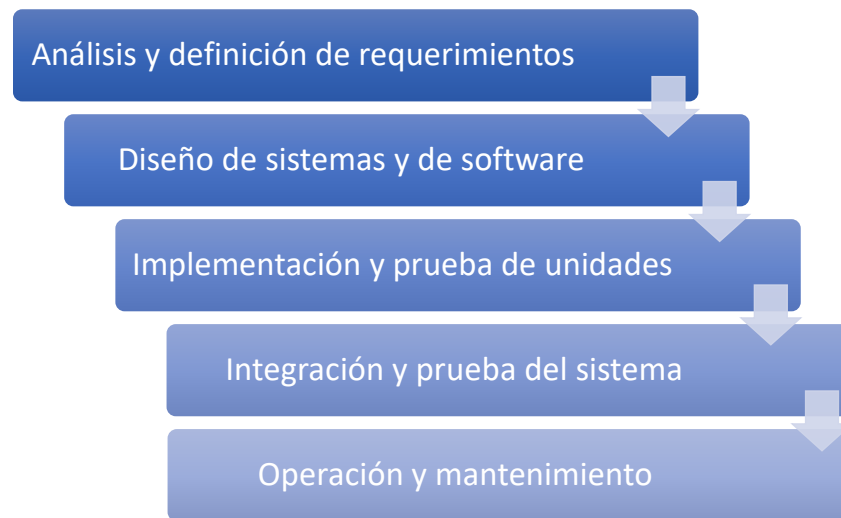 Análisis y definición de requerimientos
Diseño de sistemas y de software
Implementación y prueba de unidades
Integración y prueba del sistema
Operación y mantenimiento